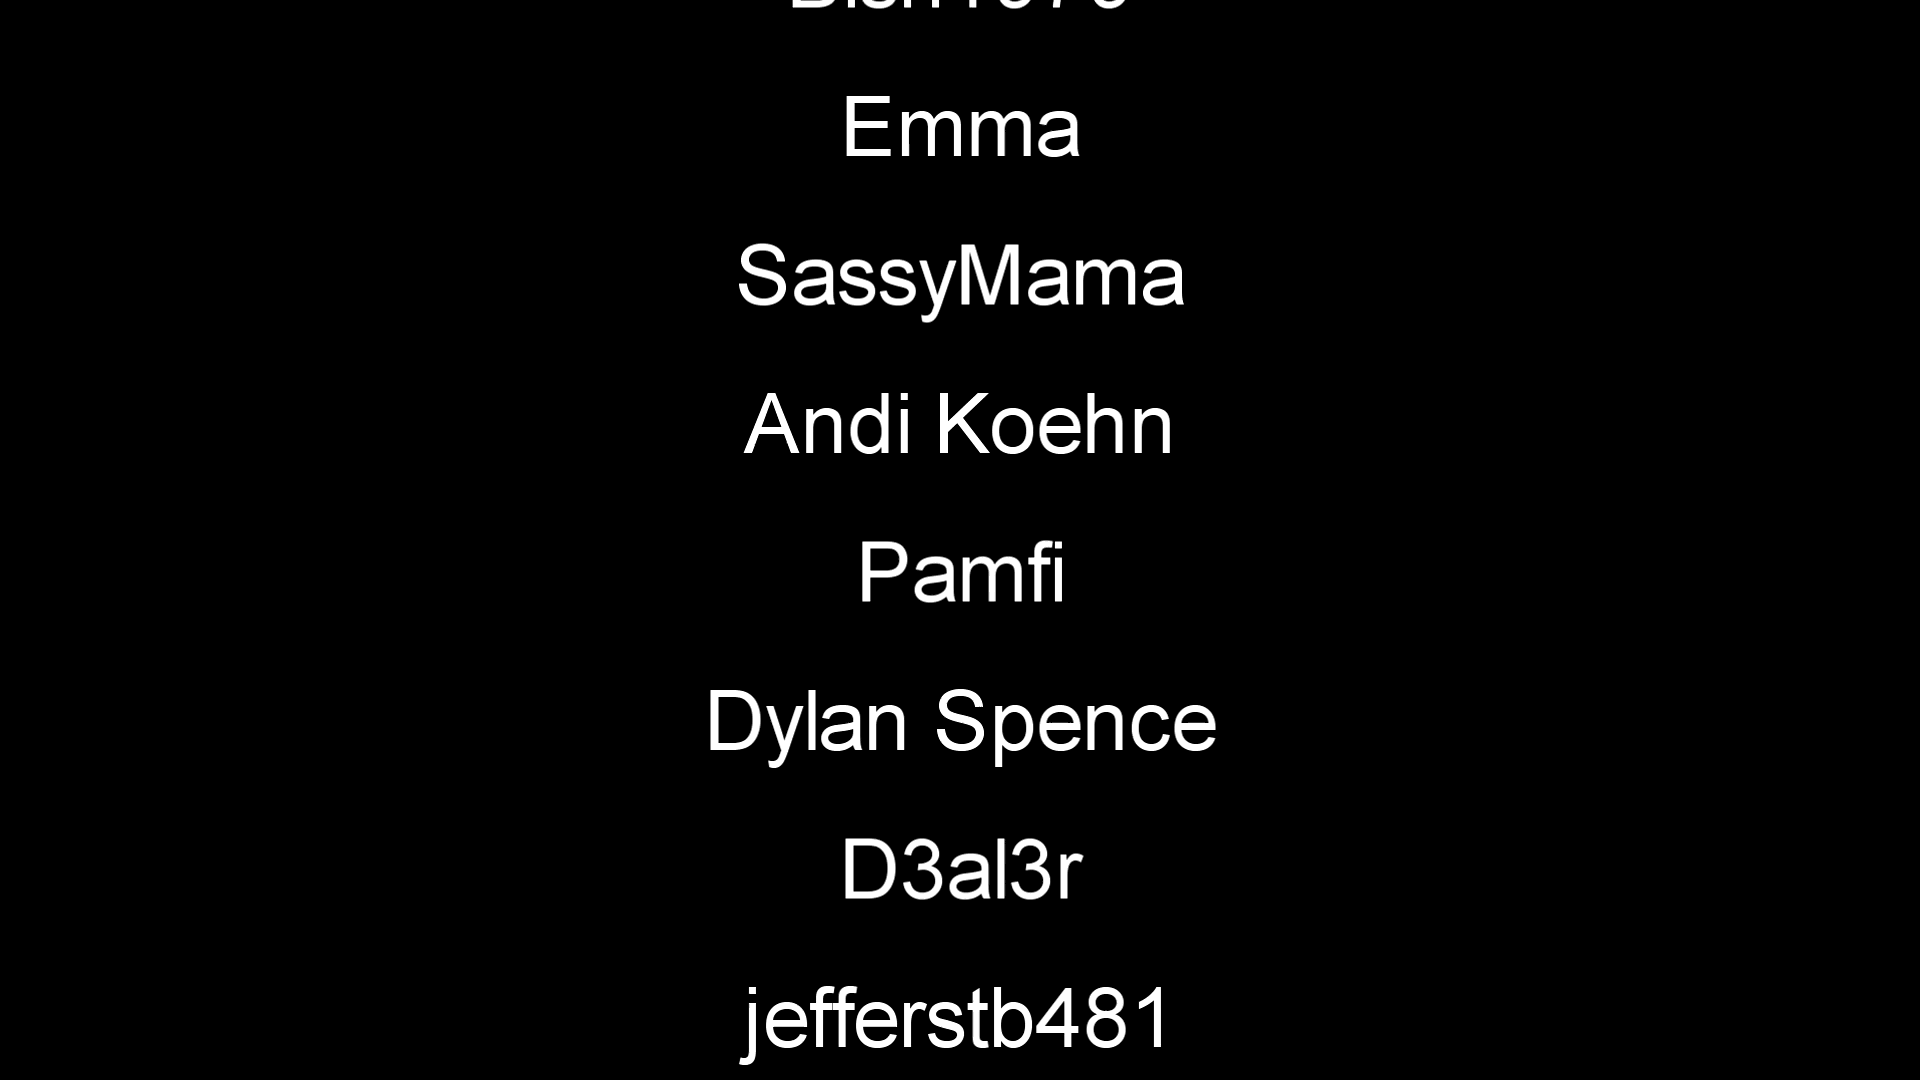 Emma
SassyMama
Andi Koehn
Pamfi
Dylan Spence
D3al3r
jefferstb481